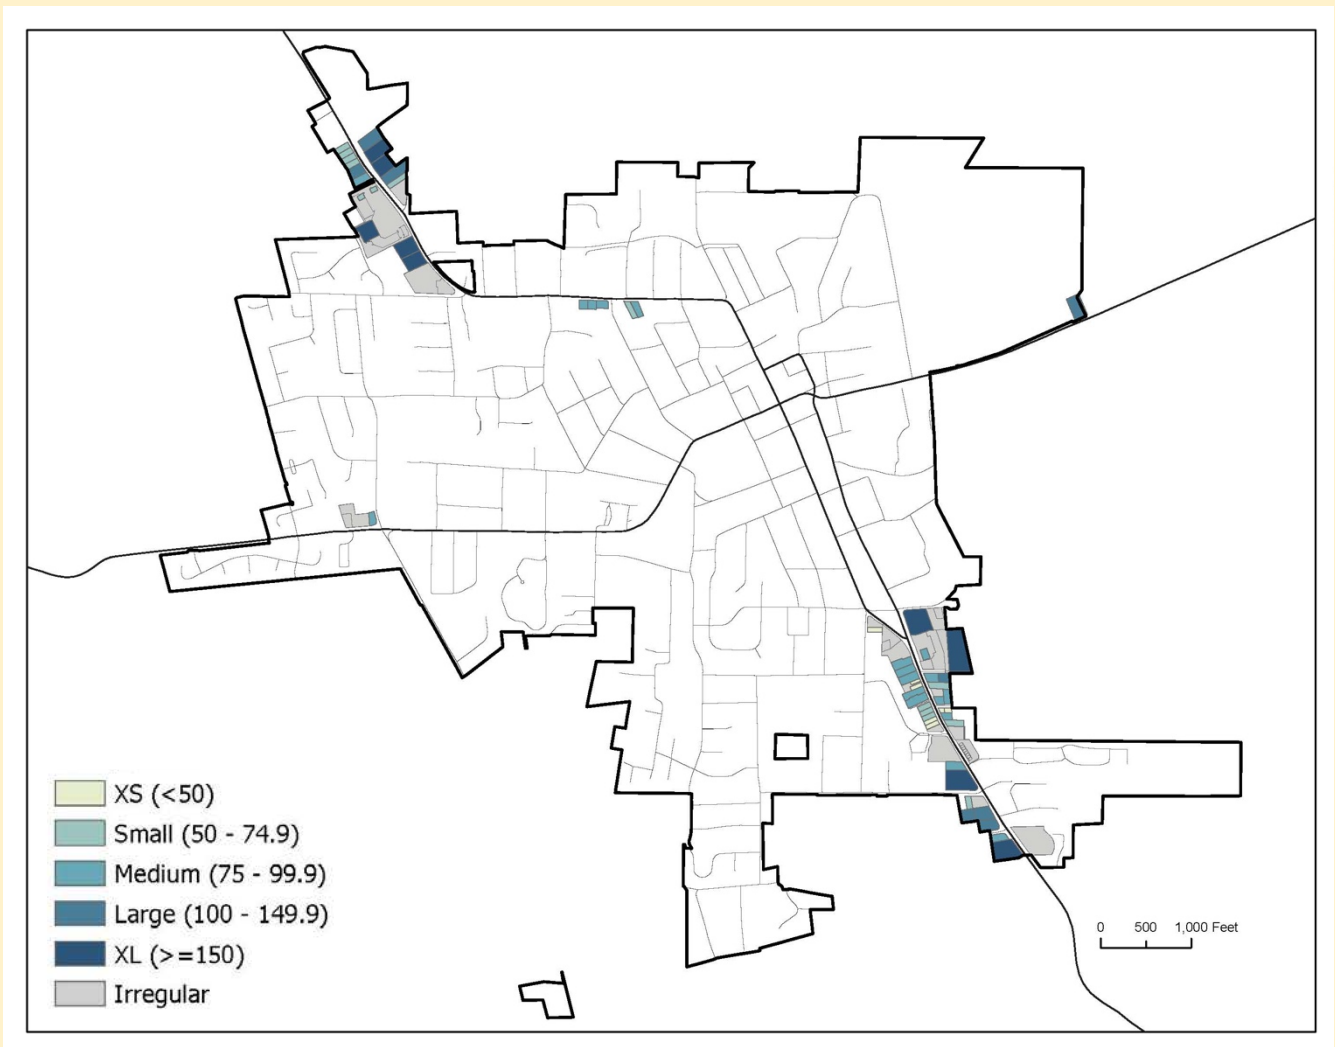 XS (<50)
Small (50 - 74.9)
Medium (75 - 99.9)
Large (100 - 149.9)
XL (>=150)
Irregular
0 500 1,000 Feet